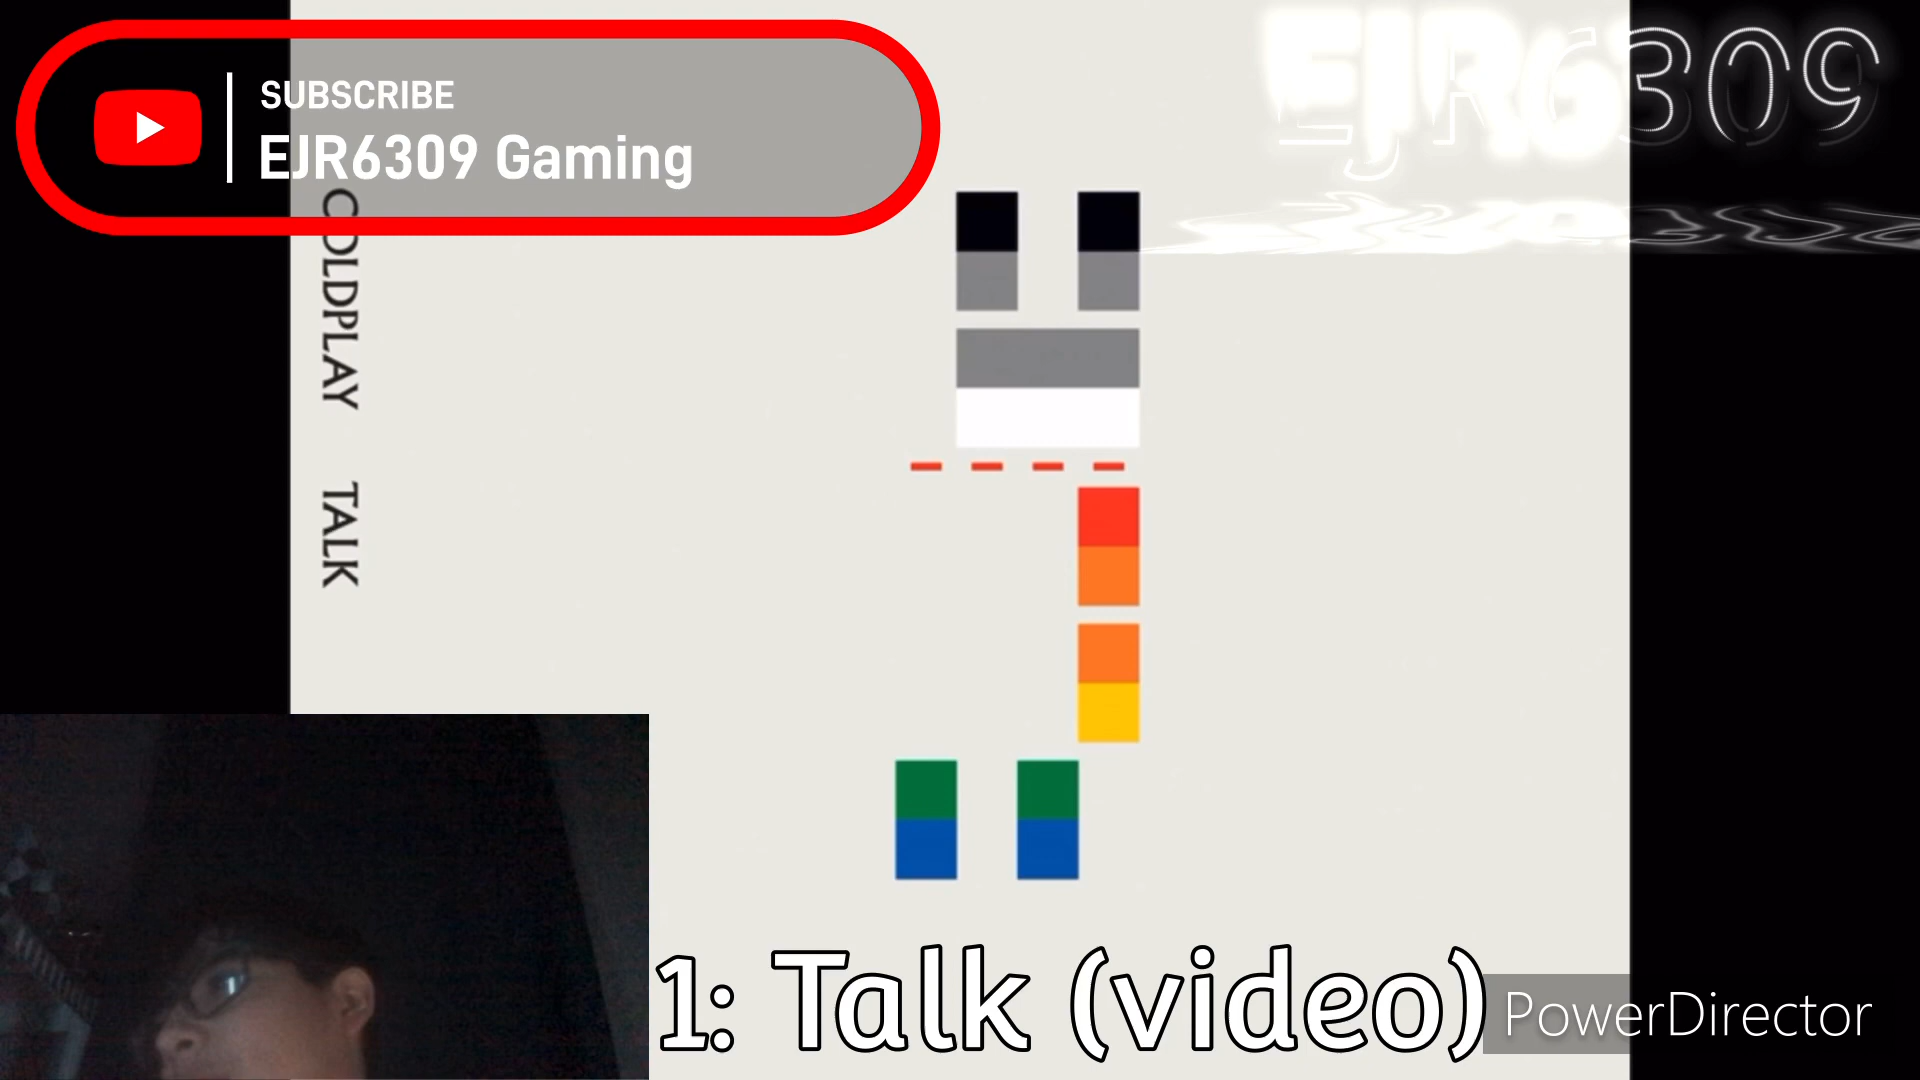 SUBSCRIBE
EJR6309 Gaming
EJR6309
COLDPLAY TALK
1: Talk (video)
PowerDirector